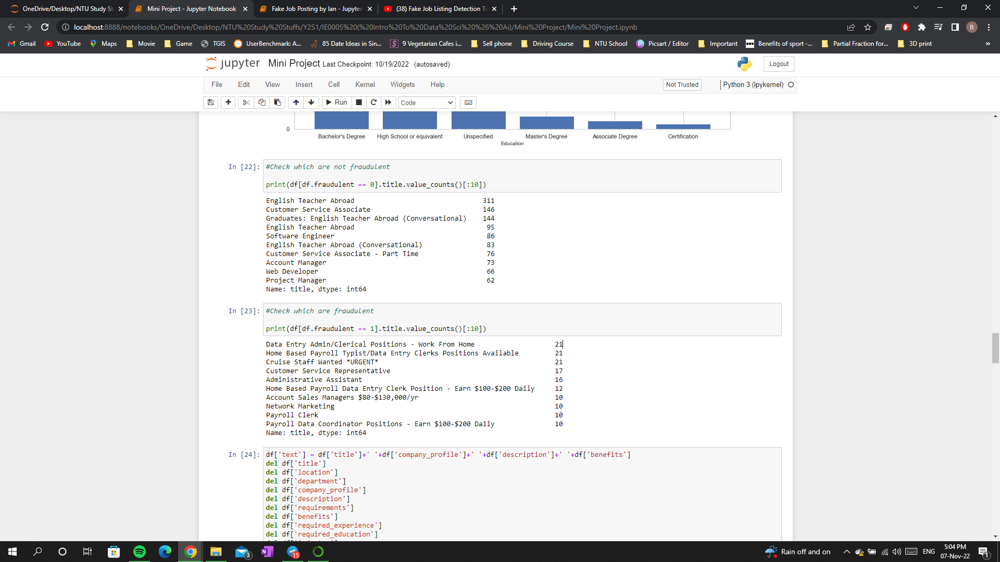 OneDrive/Desktop/NTU Study St
Mini Project - Jupyter Notebook
Fake Job Posting by Ian - Jupyter
(38) Fake Job Listing Detection Tu
localhost:8888/notebooks/OneDrive/Desktop/NTU%20Study%20Stuffs/Y2S1/IE0005%20(%20Intro%20To%20Data%20Sci%20%26%20Ai)/Mini%20Project/Mini%20Project.ipynb
B
Gmail YouTube Maps Movie Game TGIS UserBenchmark: A... 85 Date Ideas in Sin... 9 Vegetarian Cafes i... Sell phone Driving Course NTU School Picsart / Editor Important Benefits of sport -... Partial Fraction for... 3D print »
jupyter Mini Project Last Checkpoint: 10/19/2022 (autosaved)
Logout
File Edit View Insert Cell Kernel Widgets Help
Not Trusted
Python 3 (ipykernel)
Run
Code
0
Bachelor's Degree High School or equivalent Unspecified Master's Degree Associate Degree Certification
Education
In [22]: #Check which are not fraudulent
print(df[df.fraudulent == 0].title.value_counts()[:10])
English Teacher Abroad 311
Customer Service Associate 146
Graduates: English Teacher Abroad (Conversational) 144
English Teacher Abroad 95
Software Engineer 86
English Teacher Abroad (Conversational) 83
Customer Service Associate - Part Time 76
Account Manager 73
Web Developer 66
Project Manager 62
Name: title, dtype: int64
In [23]: #Check which are fraudulent
print(df[df.fraudulent == 1].title.value_counts()[:10])
Data Entry Admin/Clerical Positions - Work From Home 21
Home Based Payroll Typist/Data Entry Clerks Positions Available 21
Cruise Staff Wanted *URGENT* 21
Customer Service Representative 17
Administrative Assistant 16
Home Based Payroll Data Entry Clerk Position - Earn $100-$200 Daily 12
Account Sales Managers $80-$130,000/yr 10
Network Marketing 10
Payroll Clerk 10
Payroll Data Coordinator Positions - Earn $100-$200 Daily 10
Name: title, dtype: int64
In [24]: df['text'] = df['title']+' '+df['company_profile']+' '+df['description']+' '+df['benefits']
del df['title']
del df['location']
del df['department']
del df['company_profile']
del df['description']
del df['requirements']
del df['benefits']
del df['required_experience']
del df['required_education']
3
N
15
Rain off and on
ENG
5:04 PM
07-Nov-22
1